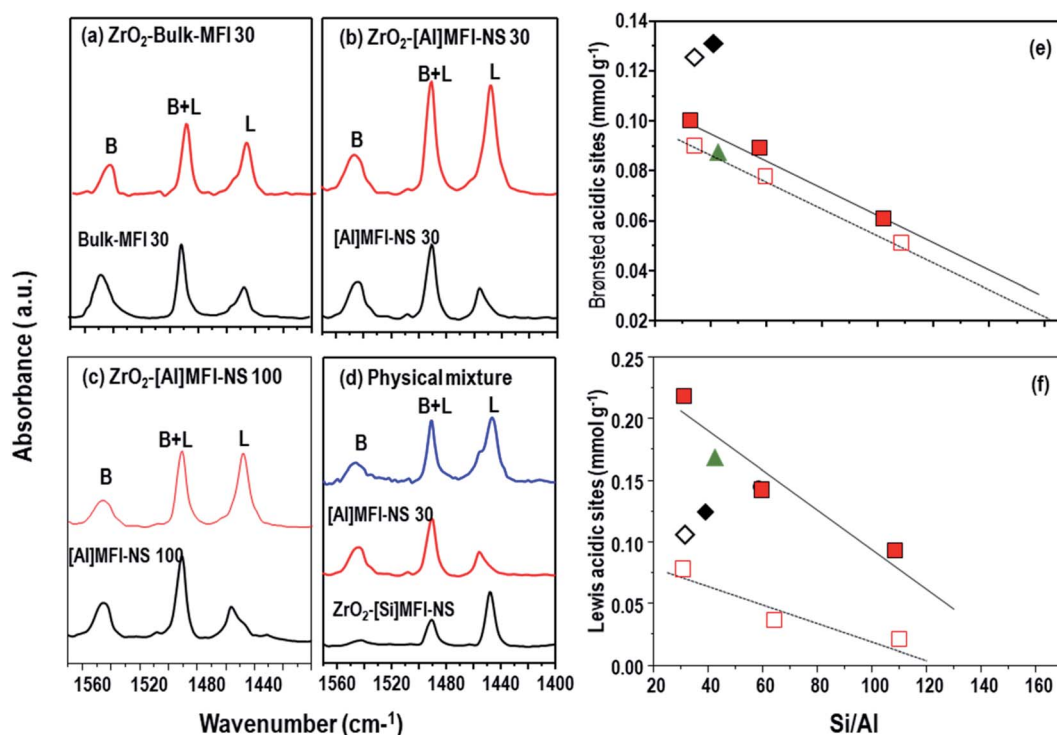 Absorbance ( a.u.)
(a) ZrO2-Bulk-MFI 30
B
B+L
L
Bulk-MFI 30
(b) ZrO2-[Al]MFI-NS 30
B
B+L
L
[Al]MFI-NS 30
(c) ZrO2-[Al]MFI-NS 100
B
B+L
L
[Al]MFI-NS 100
1560 1520 1480 1440
(d) Physical mixture
B
B+L
L
[Al]MFI-NS 30
ZrO2-[Si]MFI-NS
1560 1520 1480 1440 1400
Wavenumber (cm-1)
(e)
Brønsted acidic sites (mmol g-1)
0.14
0.12
0.10
0.08
0.06
0.04
0.02
(f)
Lewis acidic sites (mmol g-1)
0.25
0.20
0.15
0.10
0.05
0.00
20 40 60 80 100 120 140 160
Si/Al